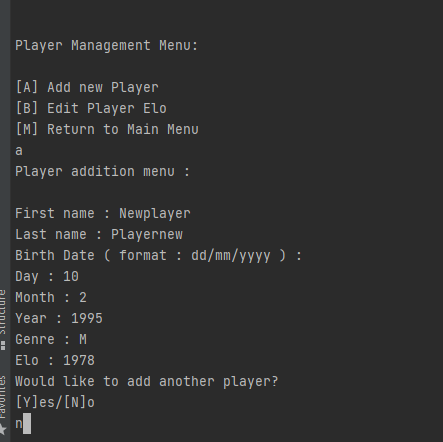 Player Management Menu:
[A] Add new Player
[B] Edit Player Elo
[M] Return to Main Menu
a
Player addition menu :
First name : Newplayer
Last name : Playernew
Birth Date ( format : dd/mm/yyyy ) :
Day : 10
Month : 2
Year : 1995
Genre : M
Elo : 1978
Would like to add another player?
[Y]es/[N]o
n
Structure
Favorites